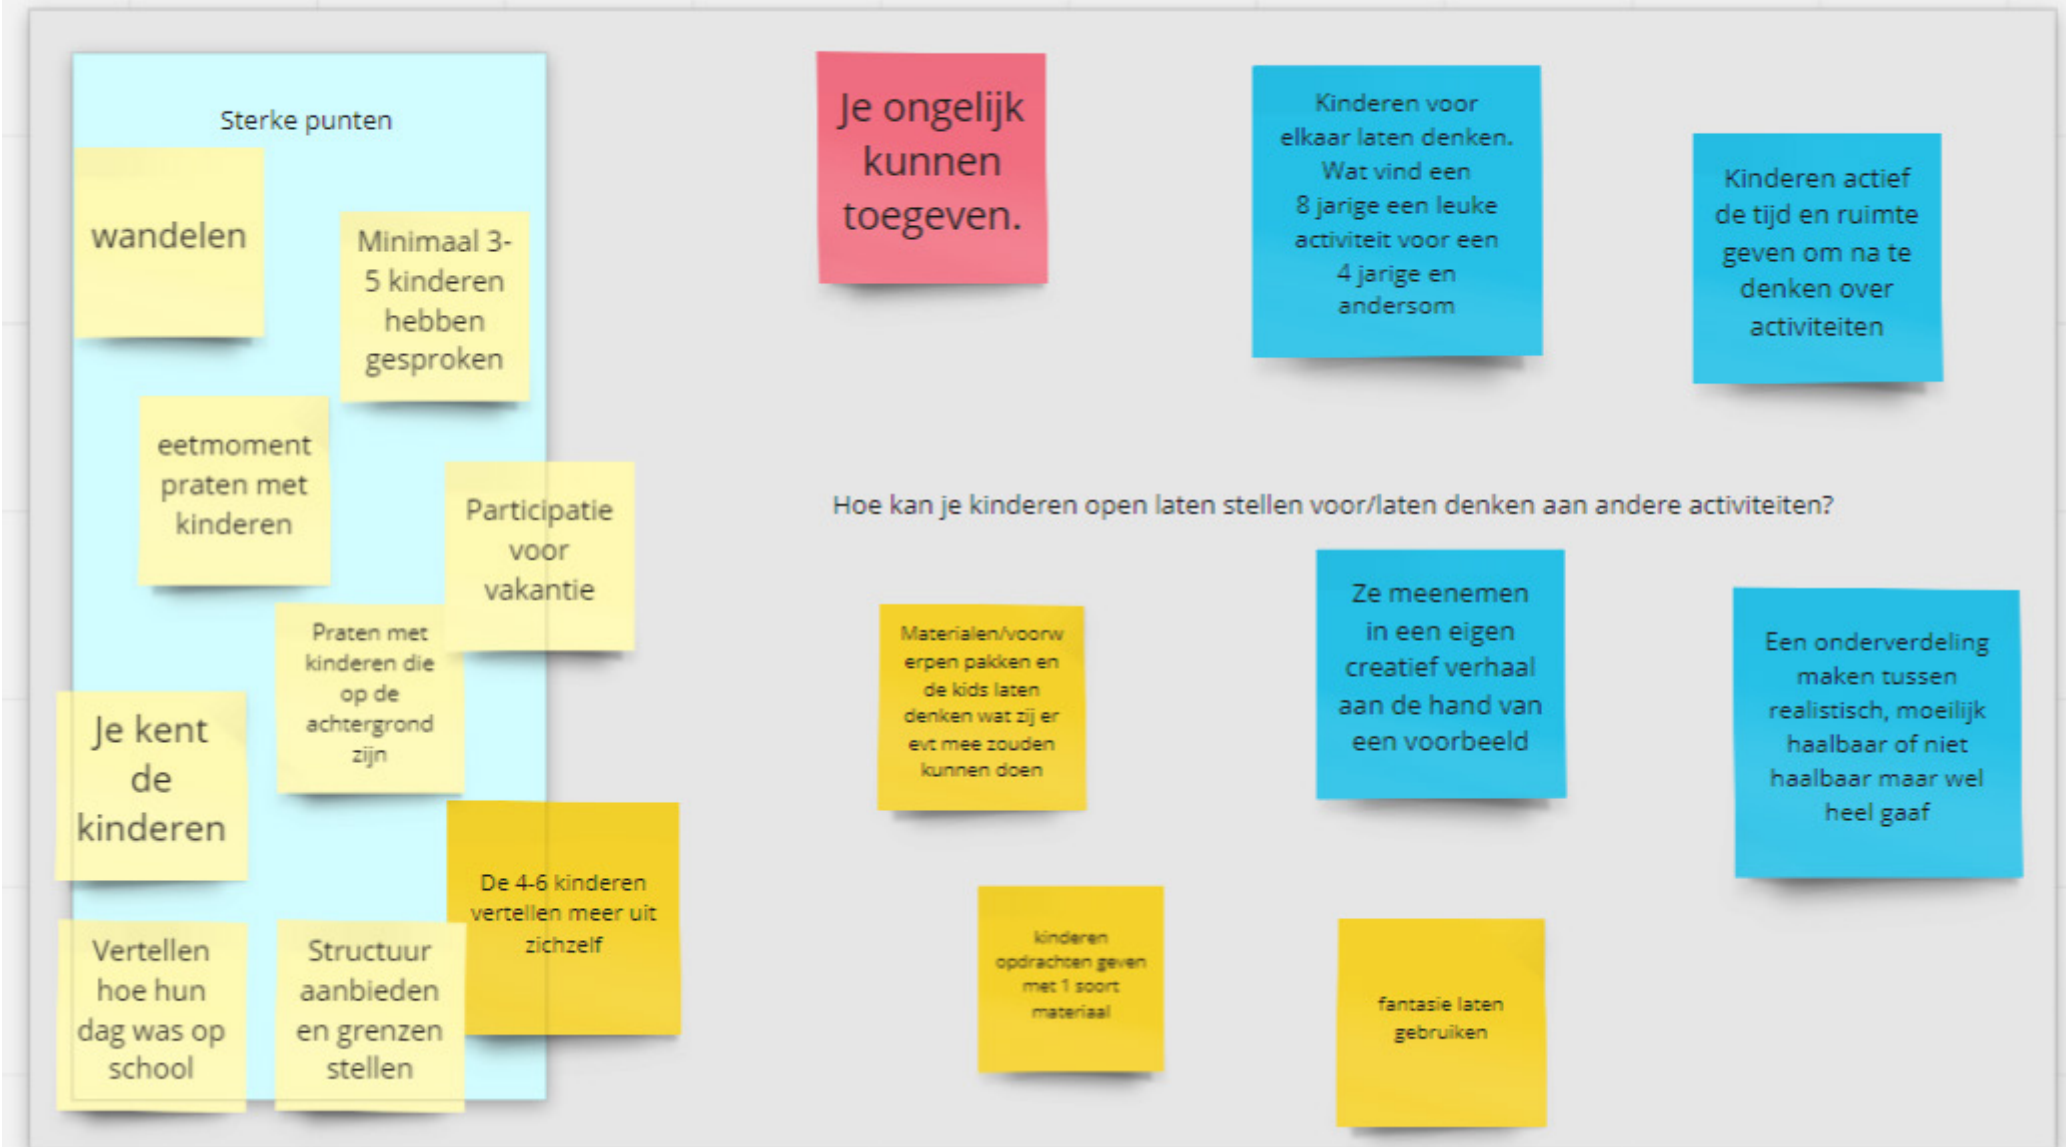 Sterke punten
wandelen
Minimaal 3-
5 kinderen
hebben
gesproken
eetmoment
praten met
kinderen
Participatie
voor
vakantie
Praten met
kinderen die
op de
achtergrond
zijn
Je kent
de
kinderen
De 4-6 kinderen
vertellen meer uit
zichzelf
Vertellen
hoe hun
dag was op
school
Structuur
aanbieden
en grenzen
stellen
Je ongelijk
kunnen
toegeven.
Kinderen voor
elkaar laten denken.
Wat vind een
8 jarige een leuke
activiteit voor een
4 jarige en
andersom
Kinderen actief
de tijd en ruimte
geven om na te
denken over
activiteiten
Hoe kan je kinderen open laten stellen voor/laten denken aan andere activiteiten?
Materialen/voorw
erpen pakken en
de kids laten
denken wat zij er
evt mee zouden
kunnen doen
Ze meenemen
in een eigen
creatief verhaal
aan de hand van
een voorbeeld
Een onderverdeling
maken tussen
realistisch, moeilijk
haalbaar of niet
haalbaar maar wel
heel gaaf
kinderen
opdrachten geven
met 1 soort
materiaal
fantasie laten
gebruiken